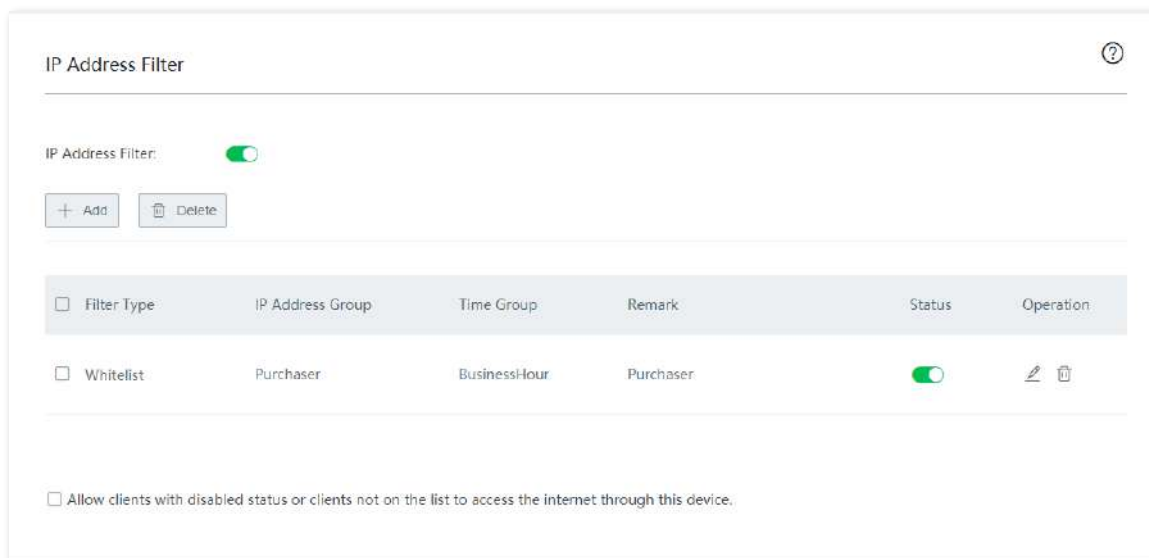 IP Address Filter
?
IP Address Filter:
Add Delete
Filter Type IP Address Group Time Group Remark Status Operation
Whitelist Purchaser BusinessHour Purchaser
Allow clients with disabled status or clients not on the list to access the internet through this device.